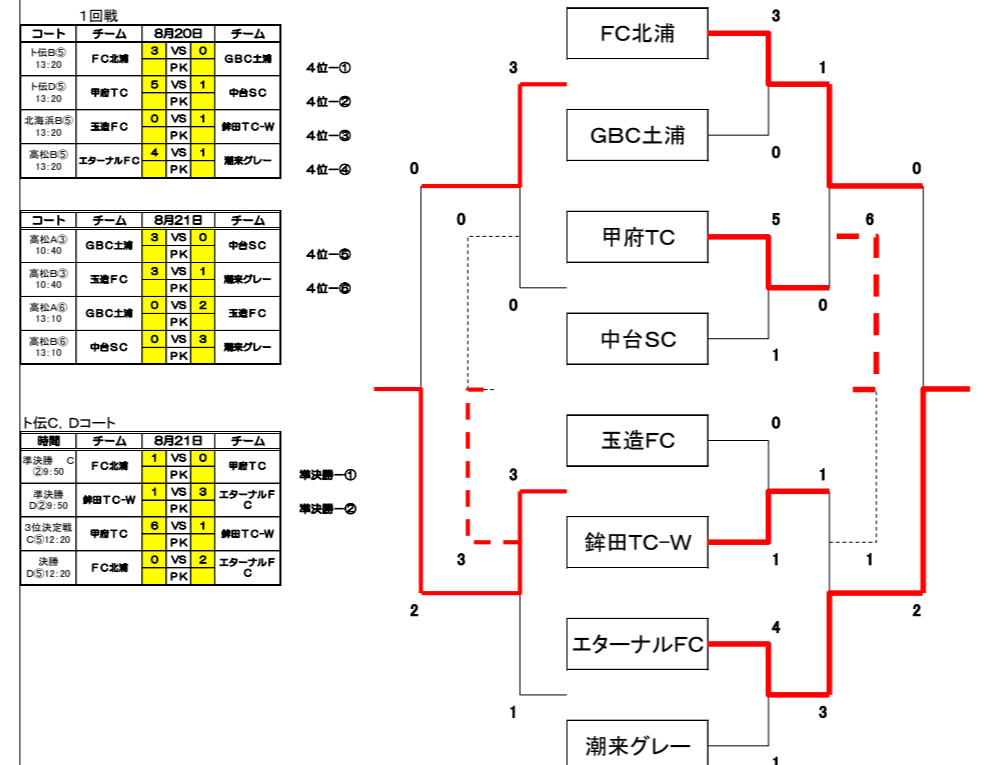 1回戦
コート チーム 8月20日 チーム
ト伝B⑤ 13:20 FC北浦 3 VS 0 GBC土浦
PK
ト伝D⑤ 13:20 甲府TC 5 VS 1 中台SC
PK
北海浜B⑤ 13:20 玉造FC 0 VS 1 鉾田TC-W
PK
高松B⑤ 13:20 エターナルFC 4 VS 1 潮来グレー
PK
4位ー①
4位ー②
4位ー③
4位ー④
コート チーム 8月21日 チーム
高松A③ 10:40 GBC土浦 3 VS 0 中台SC
PK
高松B③ 10:40 玉造FC 3 VS 1 潮来グレー
PK
高松A⑥ 13:10 GBC土浦 0 VS 2 玉造FC
PK
高松B⑥ 13:10 中台SC 0 VS 3 潮来グレー
PK
4位ー⑤
4位ー⑥
ト伝C, Dコート
時間 チーム 8月21日 チーム
準決勝 C ②9:50 FC北浦 1 VS 0 甲府TC
PK
準決勝 D②9:50 鉾田TC-W 1 VS 3 エターナルFC
PK
3位決定戦 C⑤12:20 甲府TC 6 VS 1 鉾田TC-W
PK
決勝 D⑤12:20 FC北浦 0 VS 2 エターナルFC
PK
準決勝ー①
準決勝ー②
FC北浦 3
3 1
GBC土浦 0
0 0
0 甲府TC 5 6
0 0
中台SC 1
玉造FC 0
3 1
鉾田TC-W 1
3 1
2 2
エターナルFC 4
1 3
潮来グレー 1